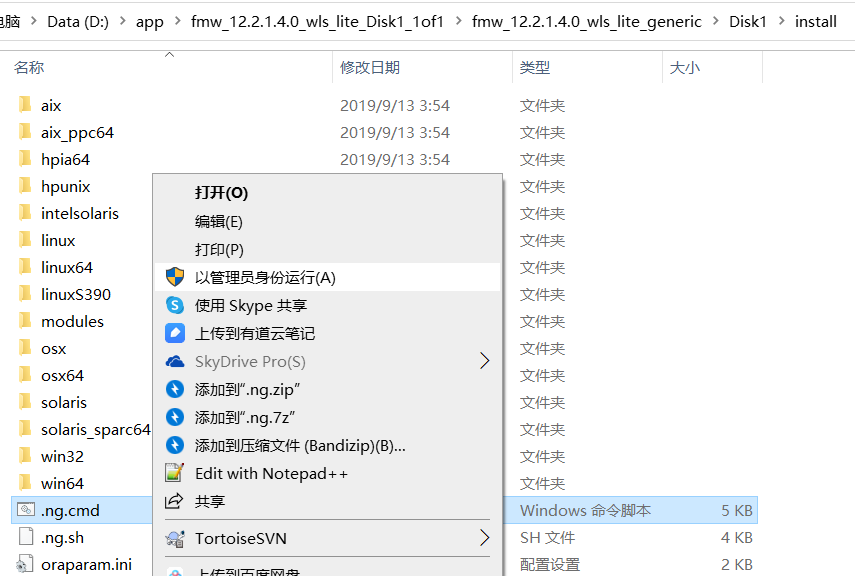 电脑 > Data (D:) > app > fmw_12.2.1.4.0_wls_lite_Disk1_1of1 > fmw_12.2.1.4.0_wls_lite_generic > Disk1 > install
名称 修改日期 类型 大小
aix 2019/9/13 3:54 文件夹
aix_ppc64 2019/9/13 3:54 文件夹
hpia64 2019/9/13 3:54 文件夹
hpunix 文件夹
intelsolaris 文件夹
linux 文件夹
linux64 文件夹
linuxS390 文件夹
modules 文件夹
osx 文件夹
osx64 文件夹
solaris 文件夹
solaris_sparc64 文件夹
win32 文件夹
win64 文件夹
.ng.cmd Windows 命令脚本 5 KB
.ng.sh SH 文件 4 KB
oraparam.ini 配置设置 2 KB
打开(O)
编辑(E)
打印(P)
以管理员身份运行(A)
使用 Skype 共享
上传到有道云笔记
SkyDrive Pro(S)
添加到“.ng.zip”
添加到“.ng.7z”
添加到压缩文件 (Bandizip)(B)...
Edit with Notepad++
共享
TortoiseSVN
上传到百度网盘